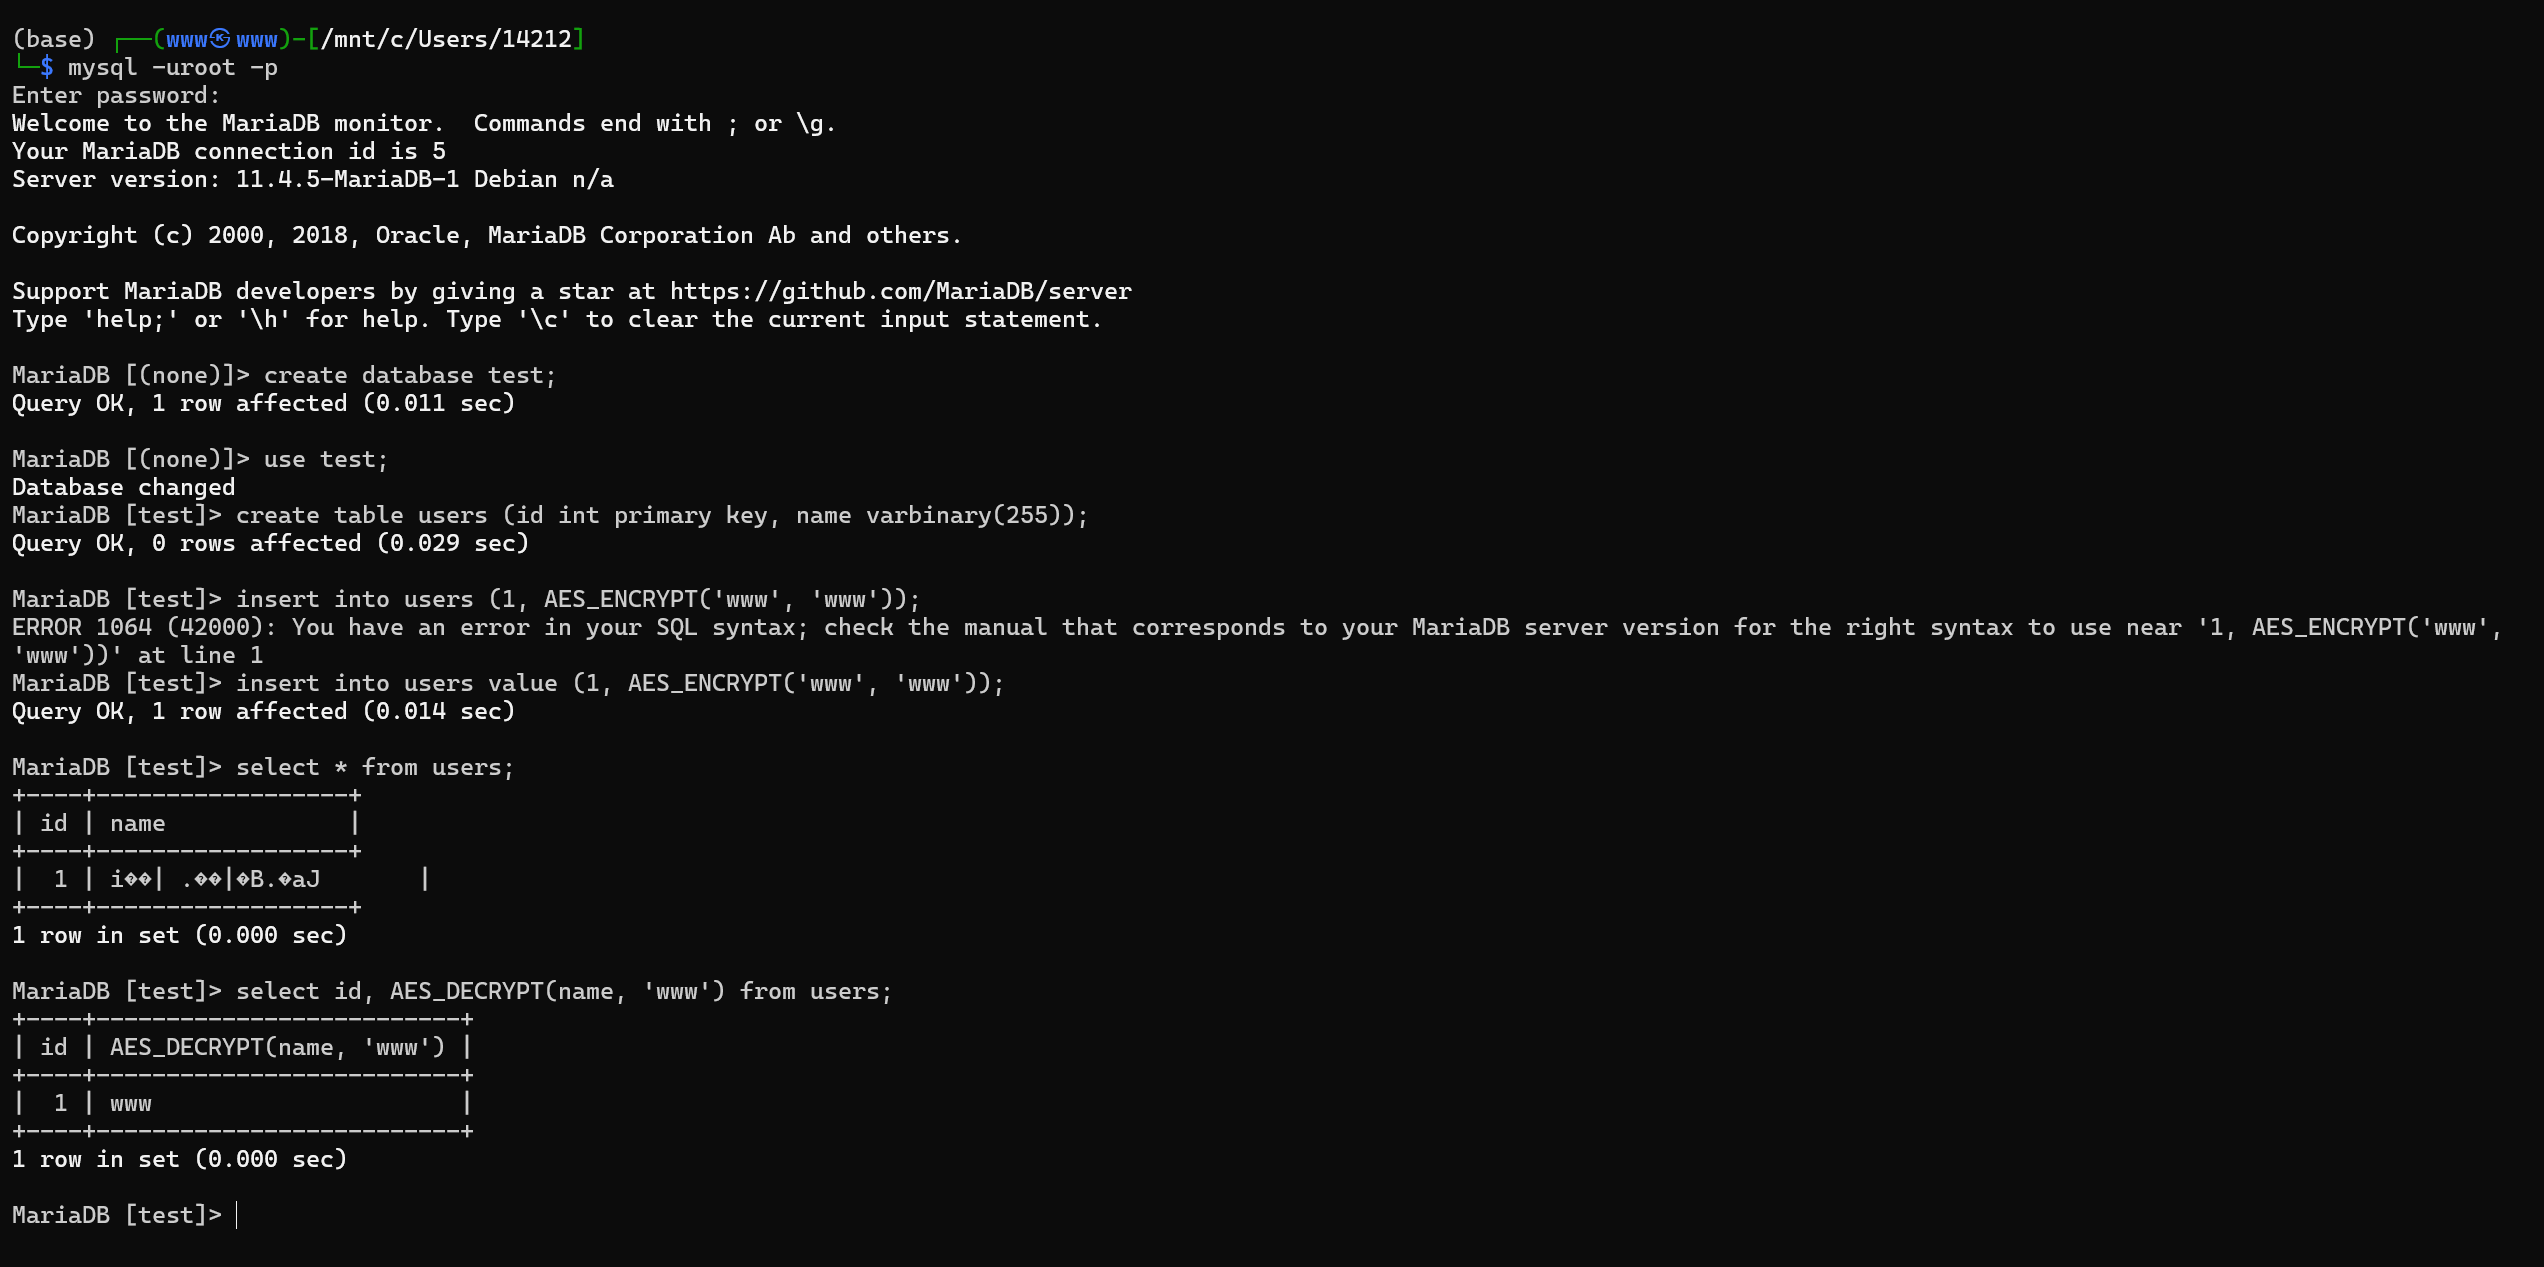 (base) ┌──(www㉿www)-[/mnt/c/Users/14212]
└─$ mysql -uroot -p
Enter password:
Welcome to the MariaDB monitor.  Commands end with ; or \g.
Your MariaDB connection id is 5
Server version: 11.4.5-MariaDB-1 Debian n/a

Copyright (c) 2000, 2018, Oracle, MariaDB Corporation Ab and others.

Support MariaDB developers by giving a star at https://github.com/MariaDB/server
Type 'help;' or '\h' for help. Type '\c' to clear the current input statement.

MariaDB [(none)]> create database test;
Query OK, 1 row affected (0.011 sec)

MariaDB [(none)]> use test;
Database changed
MariaDB [test]> create table users (id int primary key, name varbinary(255));
Query OK, 0 rows affected (0.029 sec)

MariaDB [test]> insert into users (1, AES_ENCRYPT('www', 'www'));
ERROR 1064 (42000): You have an error in your SQL syntax; check the manual that corresponds to your MariaDB server version for the right syntax to use near '1, AES_ENCRYPT('www',
'www'))' at line 1
MariaDB [test]> insert into users value (1, AES_ENCRYPT('www', 'www'));
Query OK, 1 row affected (0.014 sec)

MariaDB [test]> select * from users;
+----+------------------+
| id | name             |
+----+------------------+
|  1 | i��| .��|�B.�aJ       |
+----+------------------+
1 row in set (0.000 sec)

MariaDB [test]> select id, AES_DECRYPT(name, 'www') from users;
+----+--------------------------+
| id | AES_DECRYPT(name, 'www') |
+----+--------------------------+
|  1 | www                      |
+----+--------------------------+
1 row in set (0.000 sec)

MariaDB [test]>